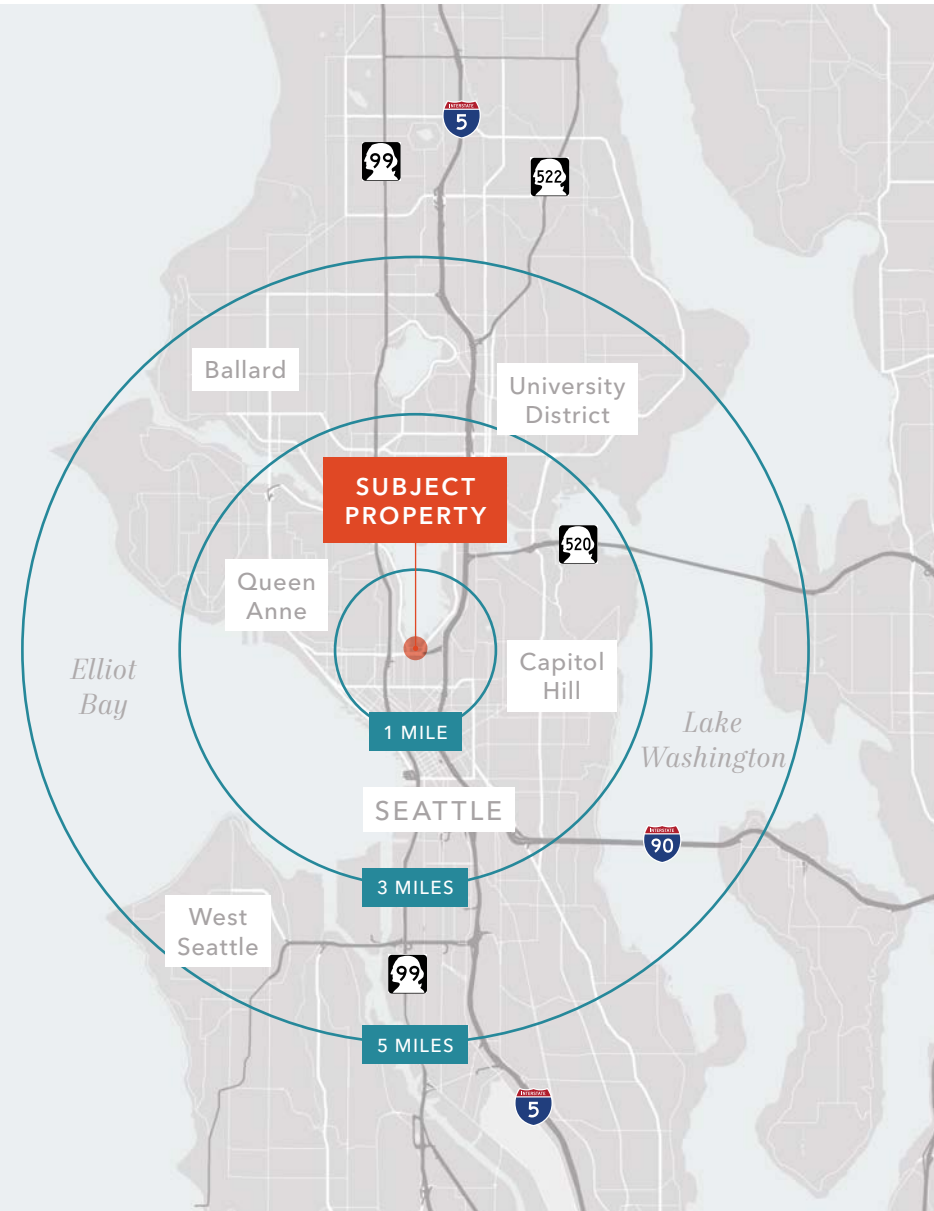 INTERSTATE
5
99
522
Ballard
University
District
SUBJECT
PROPERTY
520
Queen
Anne
Capitol
Hill
Elliot
Bay
1 MILE
Lake
Washington
SEATTLE
INTERSTATE
90
3 MILES
West
Seattle
99
5 MILES
INTERSTATE
5